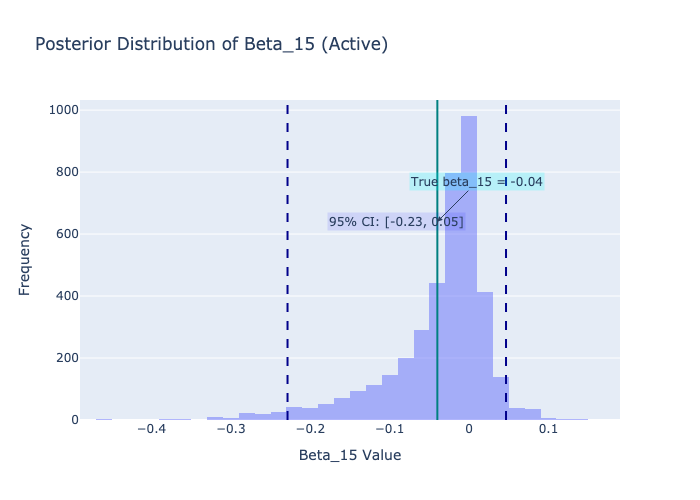 Posterior Distribution of Beta_15 (Active)
1000
800
600
400
200
0
Frequency
True beta_15 = -0.04
95% CI: [-0.23, 0.05]
−0.4
−0.3
−0.2
−0.1
0
0.1
Beta_15 Value